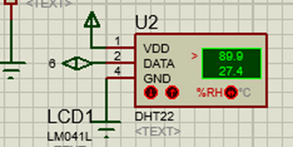 <TEXT>
U2
1 VDD
2 DATA
4 GND
6
>
89.9
27.4
%RH °C
LCD1
LM041L
DHT22
<TEXT>